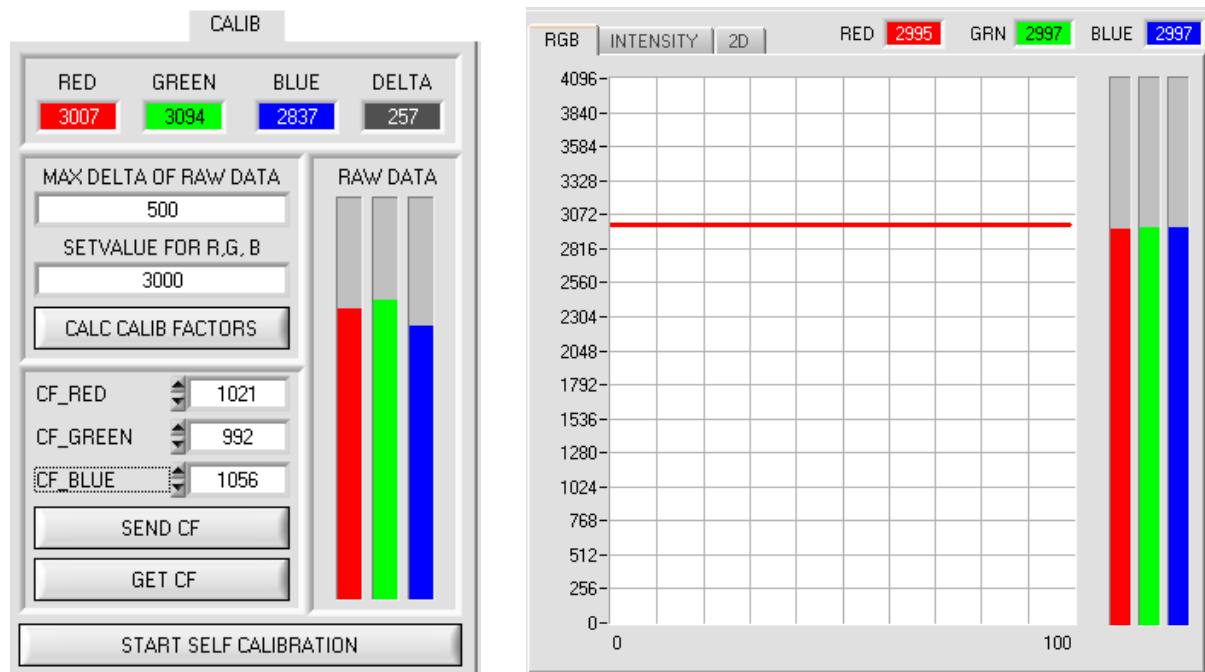 CALIB
RED GREEN BLUE DELTA
3007 3094 2837 257
MAX DELTA OF RAW DATA
500
SETVALUE FOR R,G, B
3000
CALC CALIB FACTORS
RAW DATA
CF_RED 1021
CF_GREEN 992
CF_BLUE 1056
SEND CF
GET CF
START SELF CALIBRATION
RGB INTENSITY 2D RED 2995 GRN 2997 BLUE 2997
4096
3840
3584
3328
3072
2816
2560
2304
2048
1792
1536
1280
1024
768
512
256
0
0 100